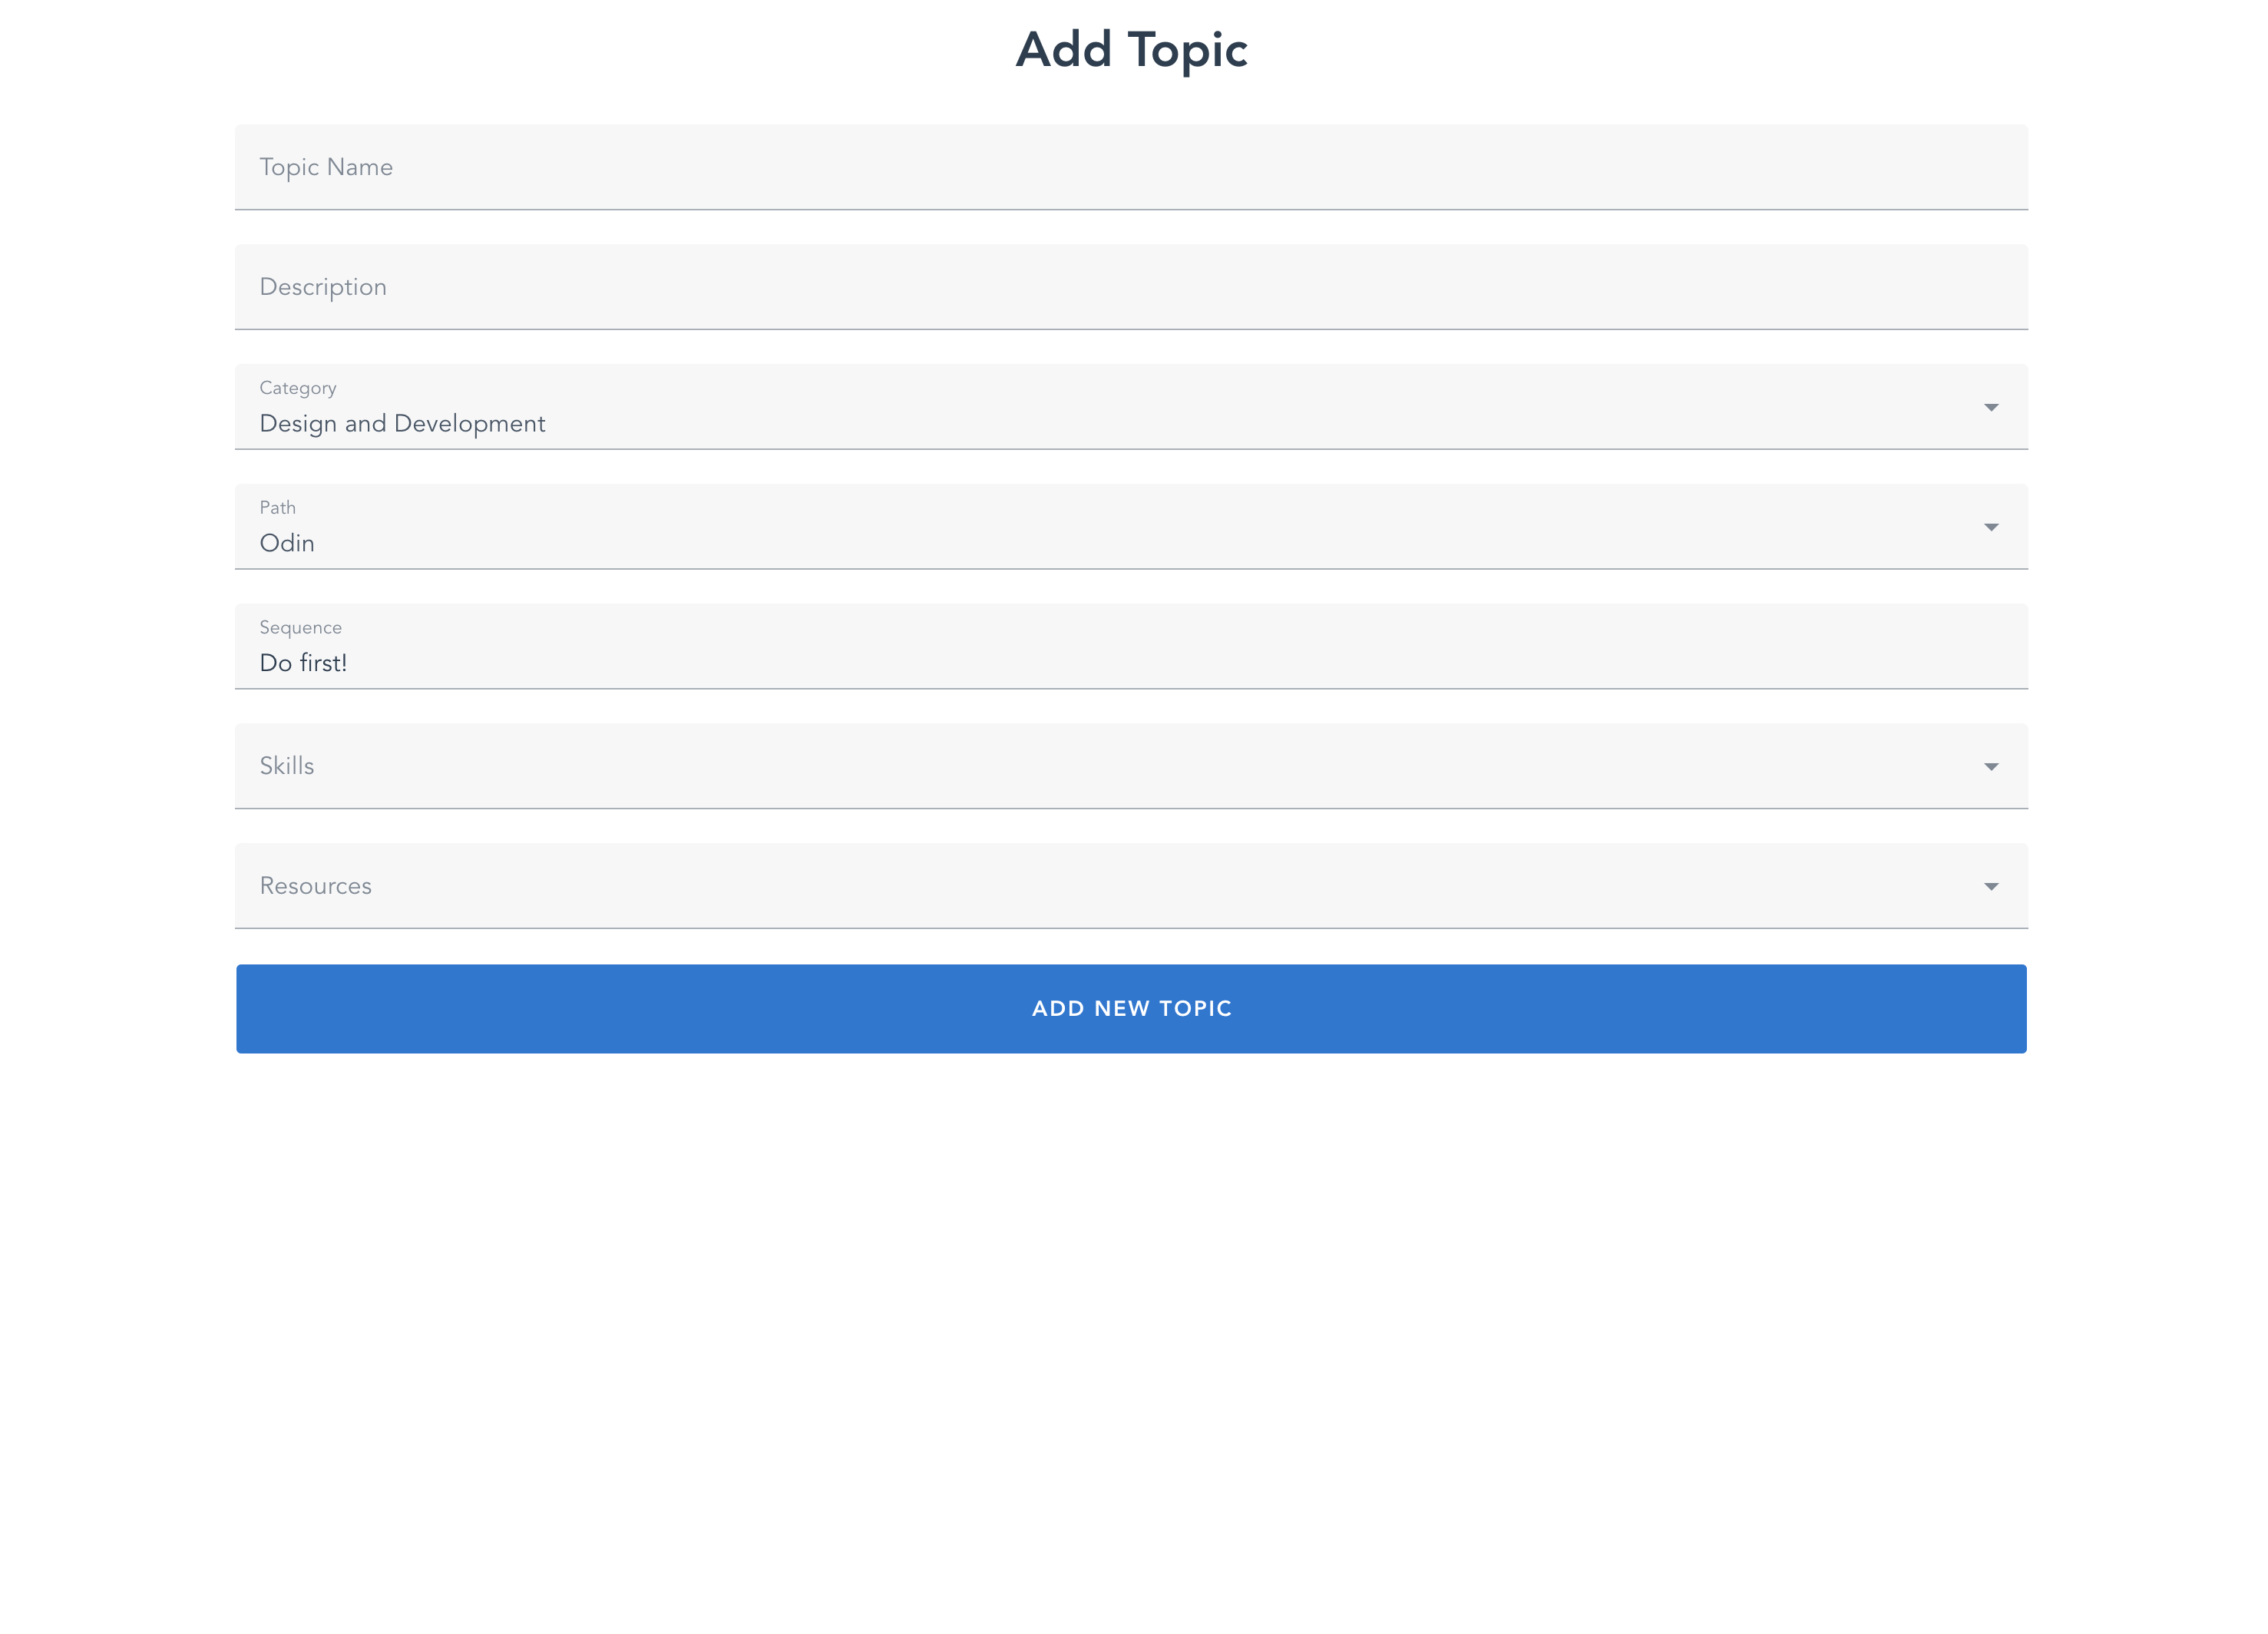 Add Topic
Topic Name
Description
Category
Design and Development
Path
Odin
Sequence
Do first!
Skills
Resources
ADD NEW TOPIC